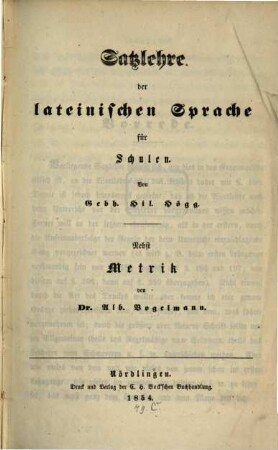 Satzlehre
der
lateinischen Sprache
für
Schulen.
Von
Gebh. Hil. Högg.
Nebst
Metrik
von
Dr. Alb. Vogelmann.
Nördlingen.
Druck und Verlag der C. H. Beck'schen Buchhandlung.
1854.